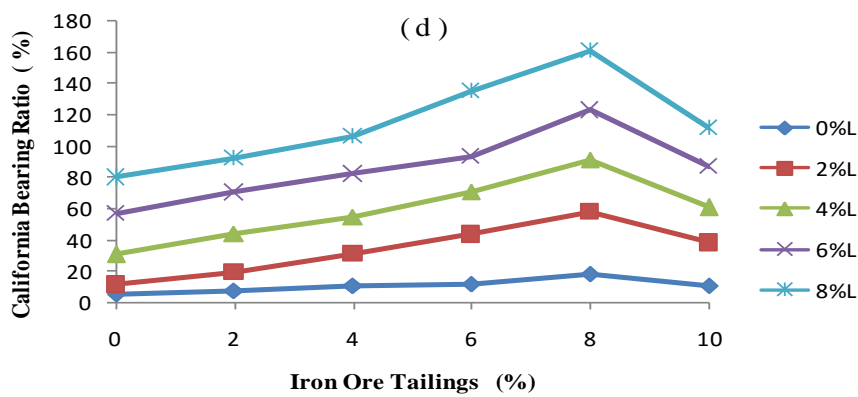 ( d )
California Bearing Ratio ( %)
180
160
140
120
100
80
60
40
20
0
0 2 4 6 8 10
Iron Ore Tailings (%)
0%L
2%L
4%L
6%L
8%L